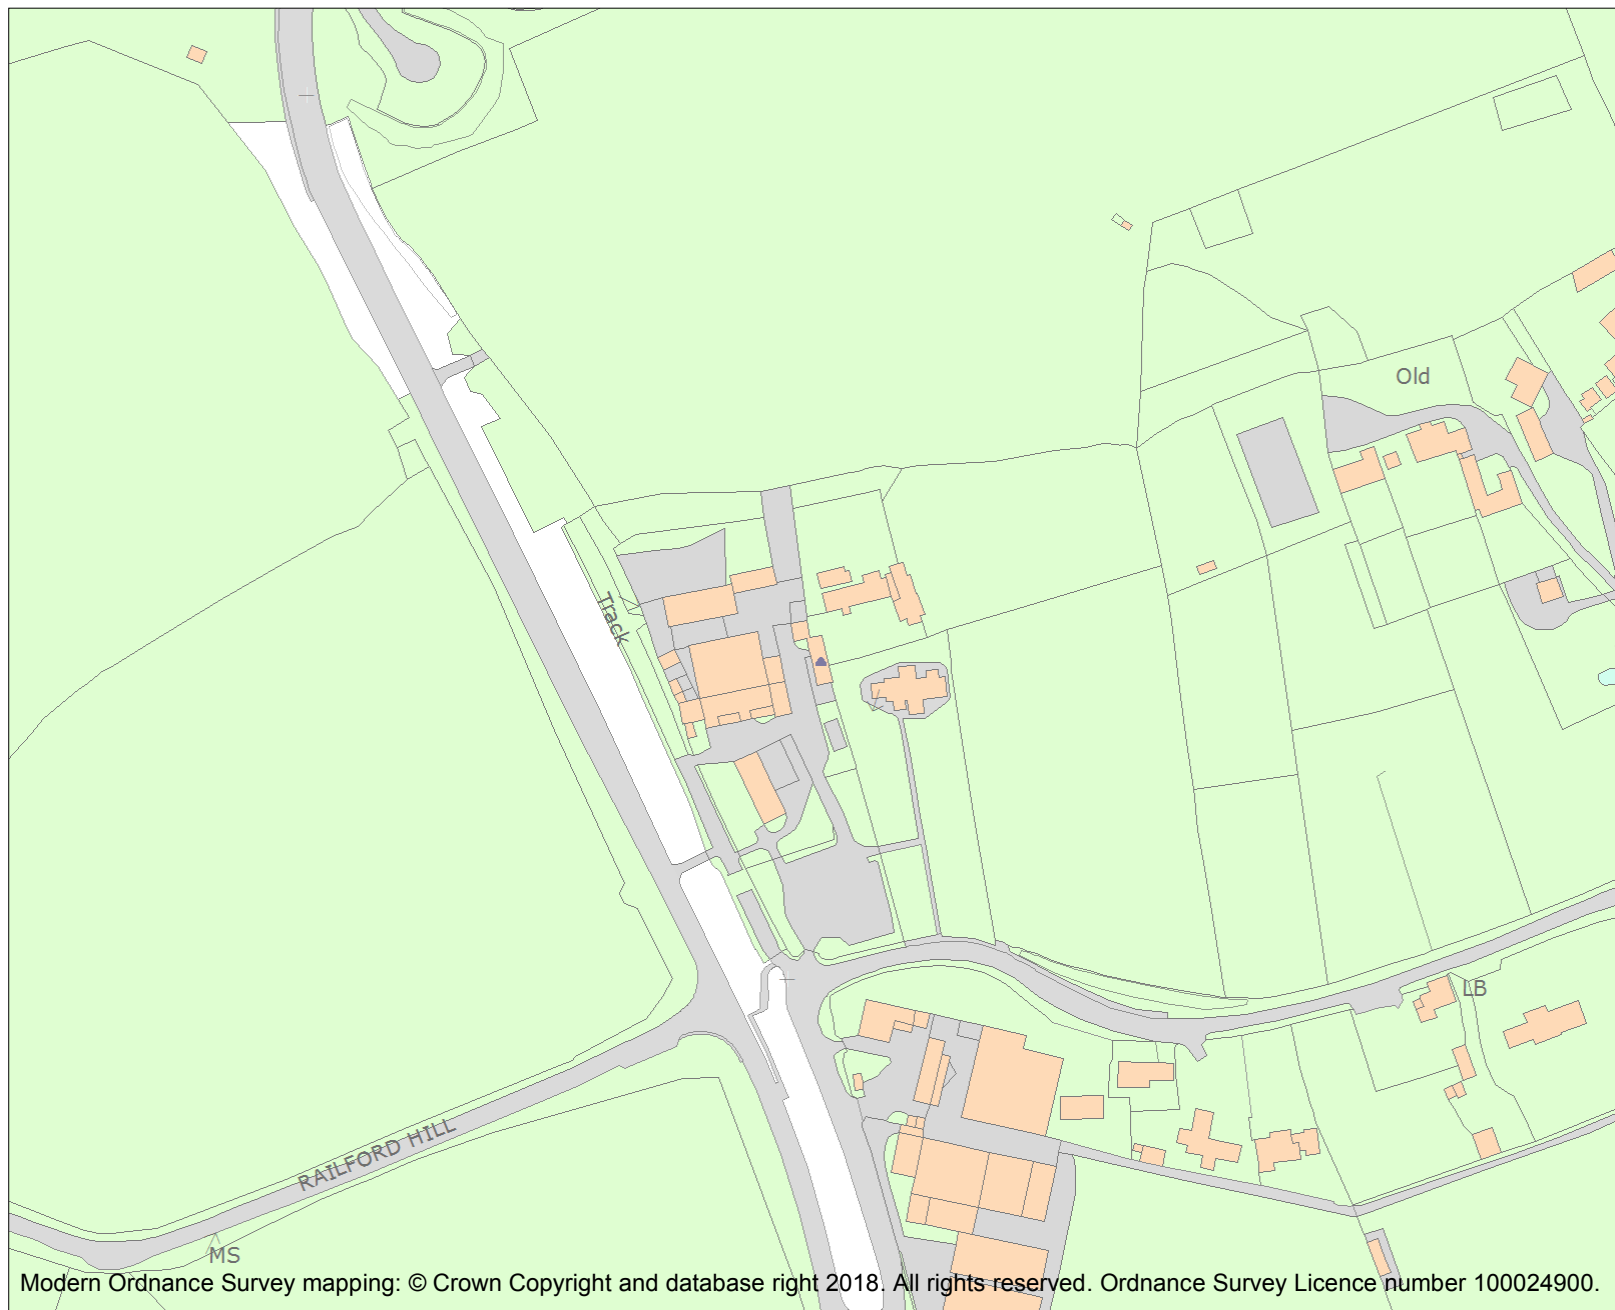 Old
Track
LB
RAILFORD HILL
MS
Modern Ordnance Survey mapping: © Crown Copyright and database right 2018. All rights reserved. Ordnance Survey Licence number 100024900.